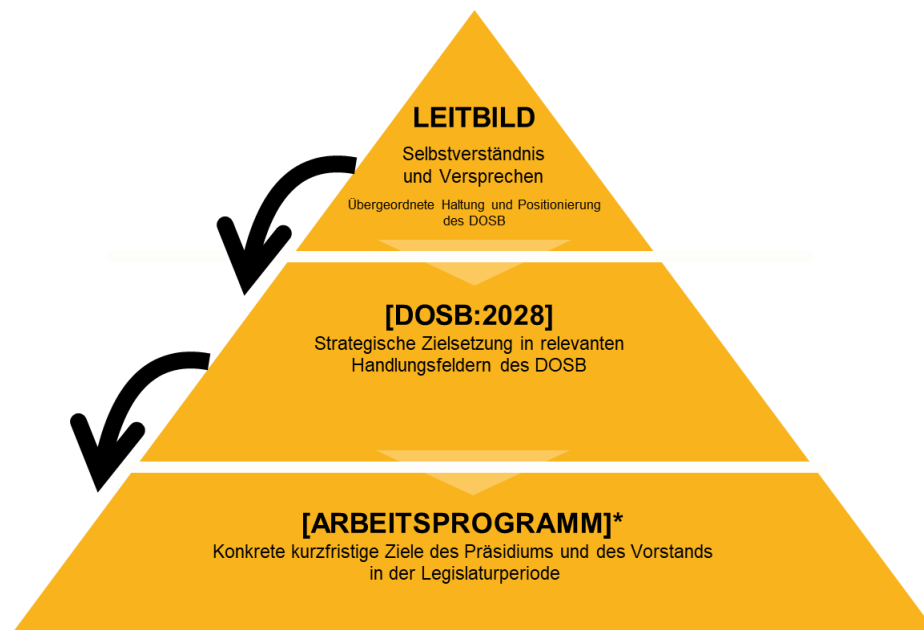 LEITBILD
Selbstverständnis
und Versprechen
Übergeordnete Haltung und Positionierung
des DOSB
[DOSB:2028]
Strategische Zielsetzung in relevanten
Handlungsfeldern des DOSB
[ARBEITSPROGRAMM]*
Konkrete kurzfristige Ziele des Präsidiums und des Vorstands
in der Legislaturperiode